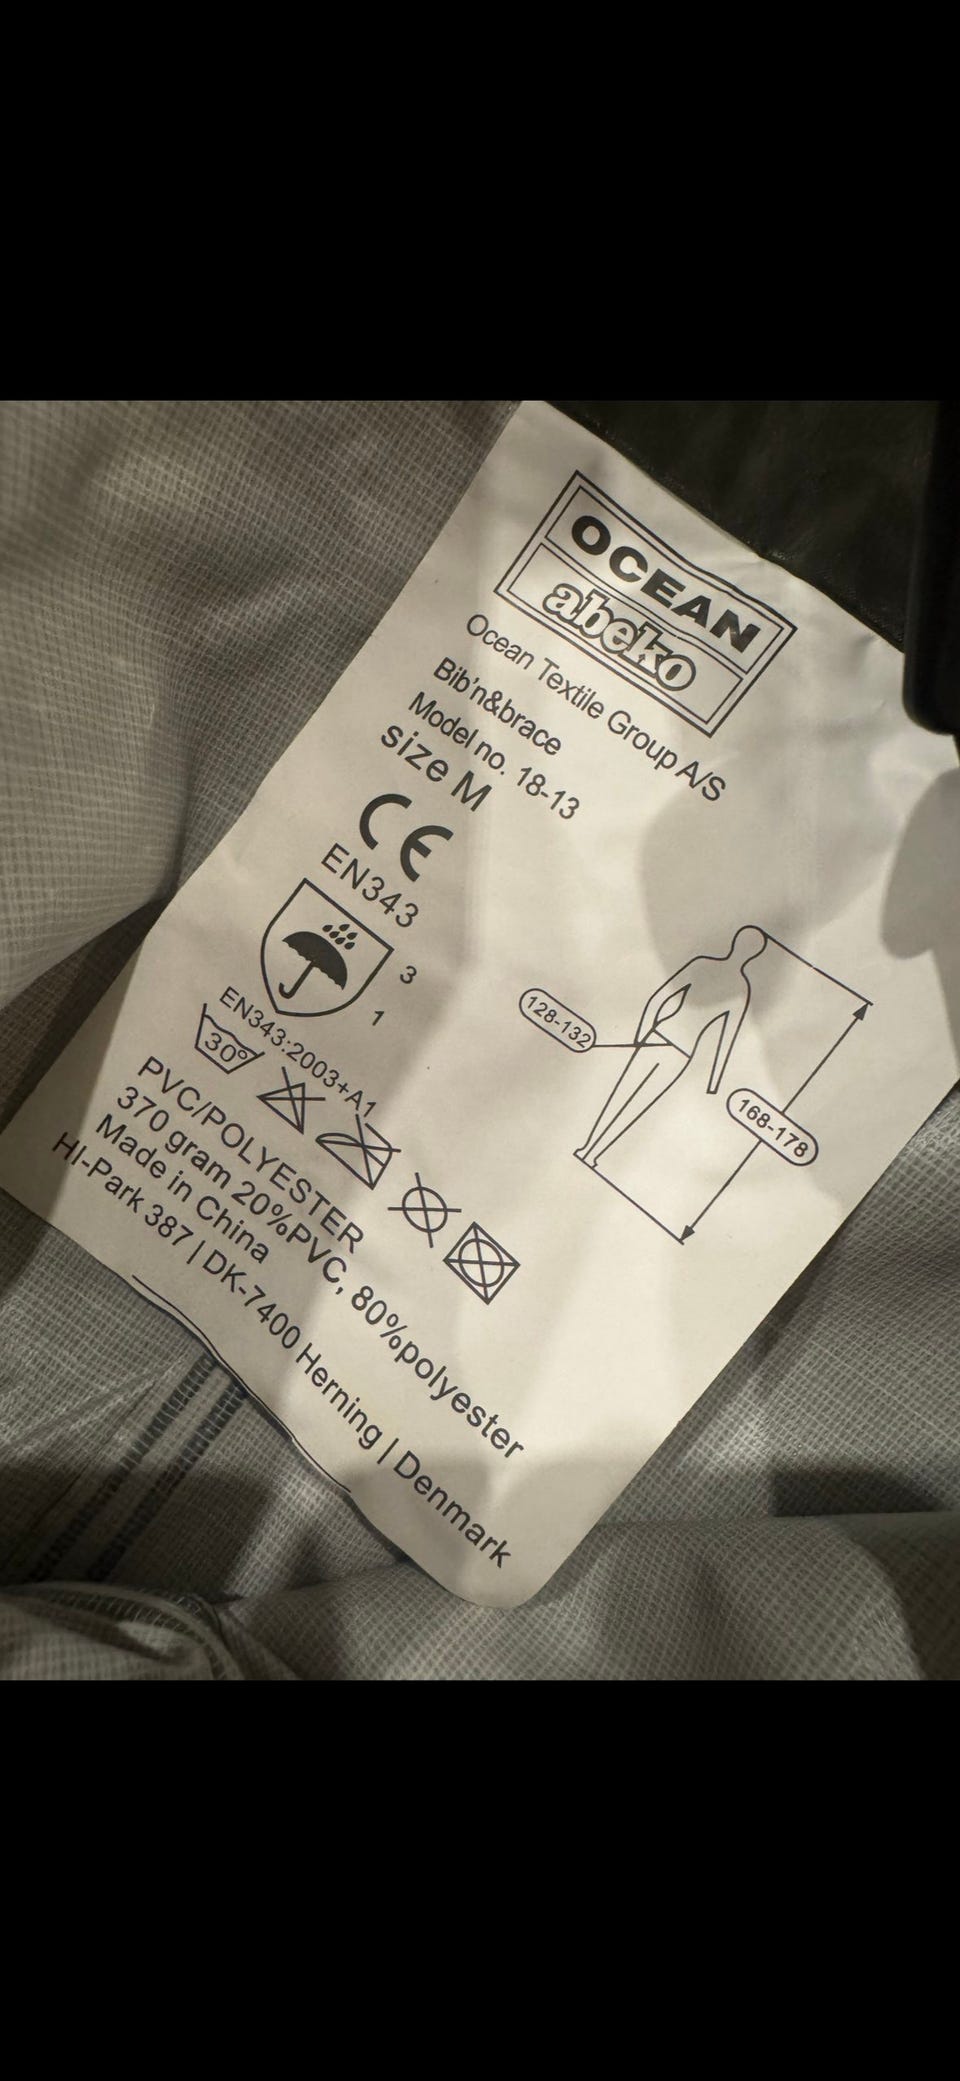 OCEAN
abeko
Ocean Textile Group A/S
Bib'n&brace
Model no. 18-13
size M
CE
EN343
3
1
EN343:2003+A1
30°
128-132
168-178
PVC/POLYESTER
370 gram 20%PVC, 80%polyester
Made in China
HI-Park 387 | DK-7400 Herning | Denmark